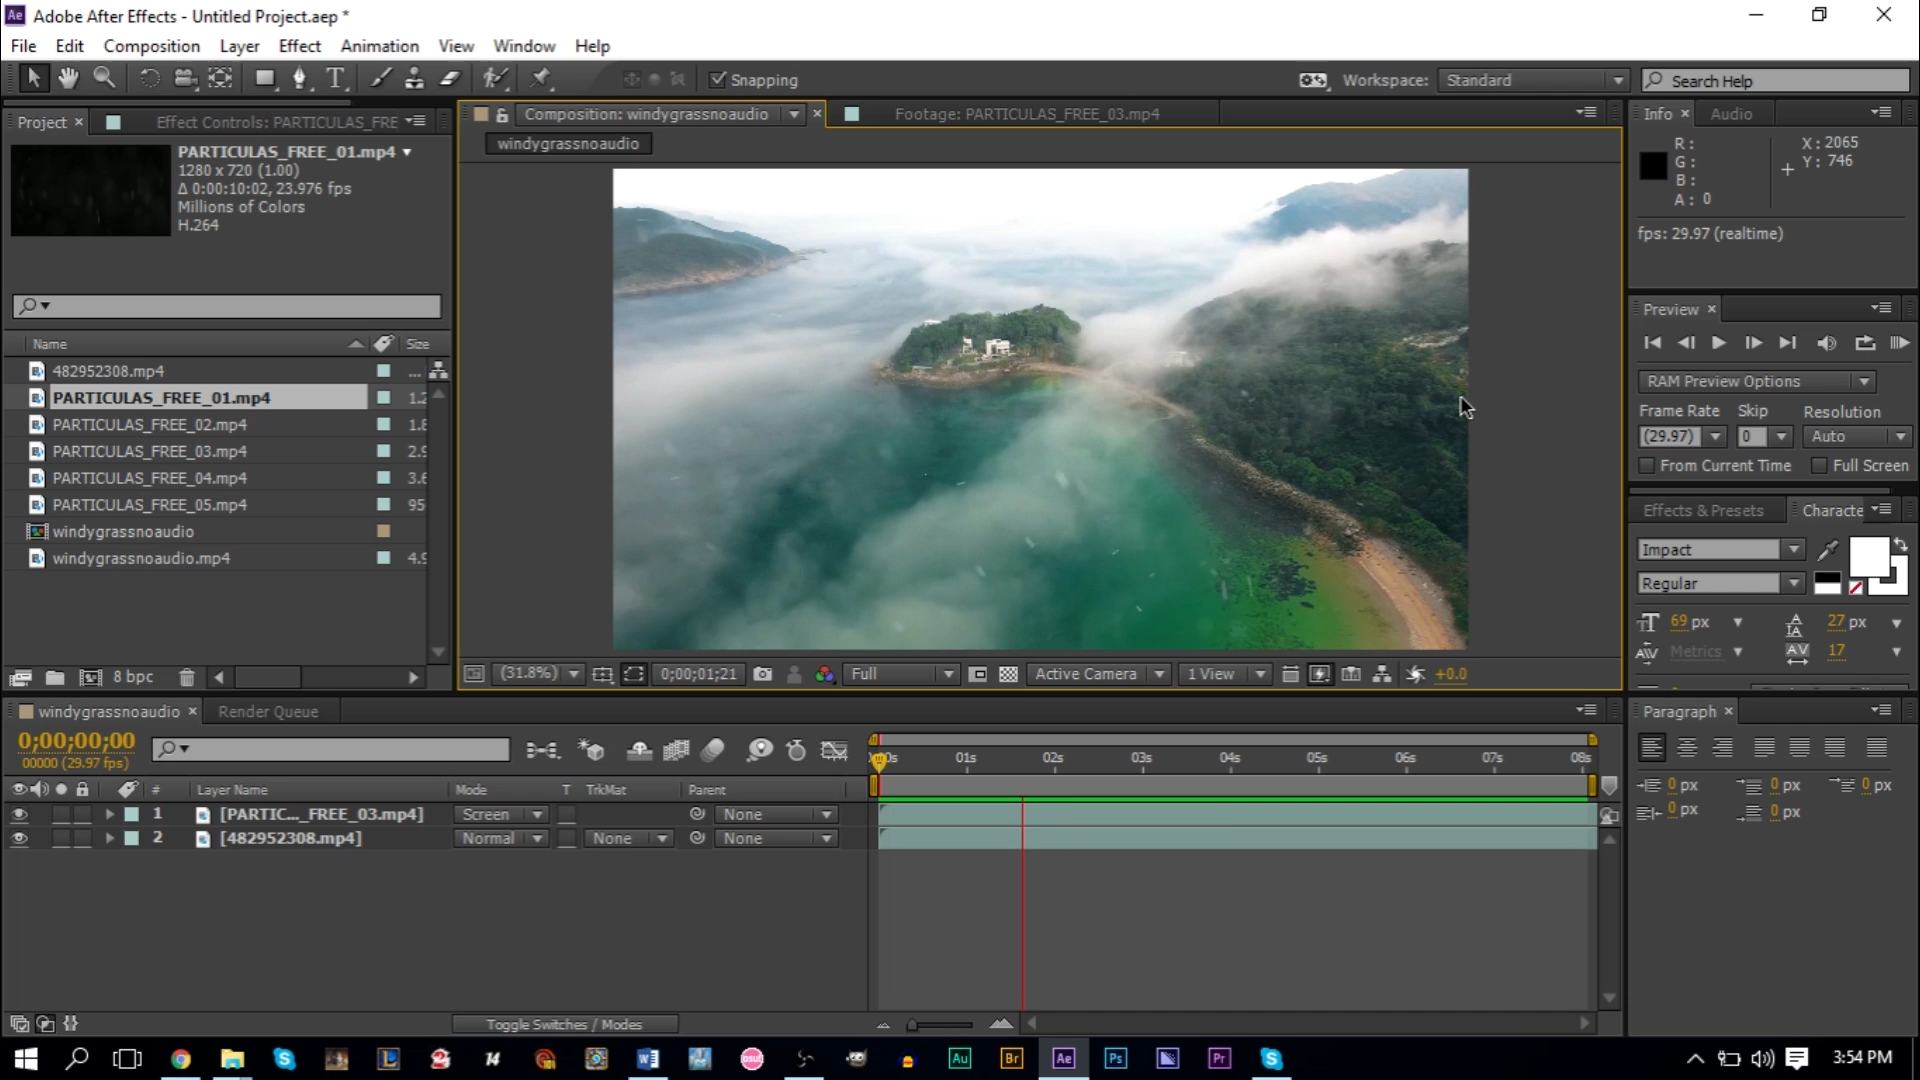 Ae Adobe After Effects - Untitled Project.aep *
File Edit Composition Layer Effect Animation View Window Help
Snapping
Workspace: Standard
Search Help
Project ×
Effect Controls: PARTICULAS_FRE
Composition: windygrassnoaudio ×
Footage: PARTICULAS_FREE_03.mp4
Info × Audio
windygrassnoaudio
PARTICULAS_FREE_01.mp4
1280 x 720 (1.00)
Δ 0:00:10:02, 23.976 fps
Millions of Colors
H.264
R:
G:
B:
A: 0
X: 2065
Y: 746
fps: 29.97 (realtime)
Name Size
482952308.mp4 ...
PARTICULAS_FREE_01.mp4 1.2
PARTICULAS_FREE_02.mp4 1.8
PARTICULAS_FREE_03.mp4 2.9
PARTICULAS_FREE_04.mp4 3.6
PARTICULAS_FREE_05.mp4 95
windygrassnoaudio
windygrassnoaudio.mp4 4.9
8 bpc
Preview ×
RAM Preview Options
Frame Rate Skip Resolution
(29.97) 0 Auto
From Current Time Full Screen
Effects & Presets Characte
Impact
Regular
69 px 27 px
Metrics 17
(31.8%) 0;00;01;21 Full Active Camera 1 View +0.0
windygrassnoaudio × Render Queue
0;00;00;00
00000 (29.97 fps)
01s 02s 03s 04s 05s 06s 07s 08s
# Layer Name Mode T TrkMat Parent
1 [PARTIC..._FREE_03.mp4] Screen None
2 [482952308.mp4] Normal None None
Toggle Switches / Modes
Paragraph ×
0 px 0 px 0 px
0 px 0 px
14 osu! Au Br Ae Ps Pr
3:54 PM